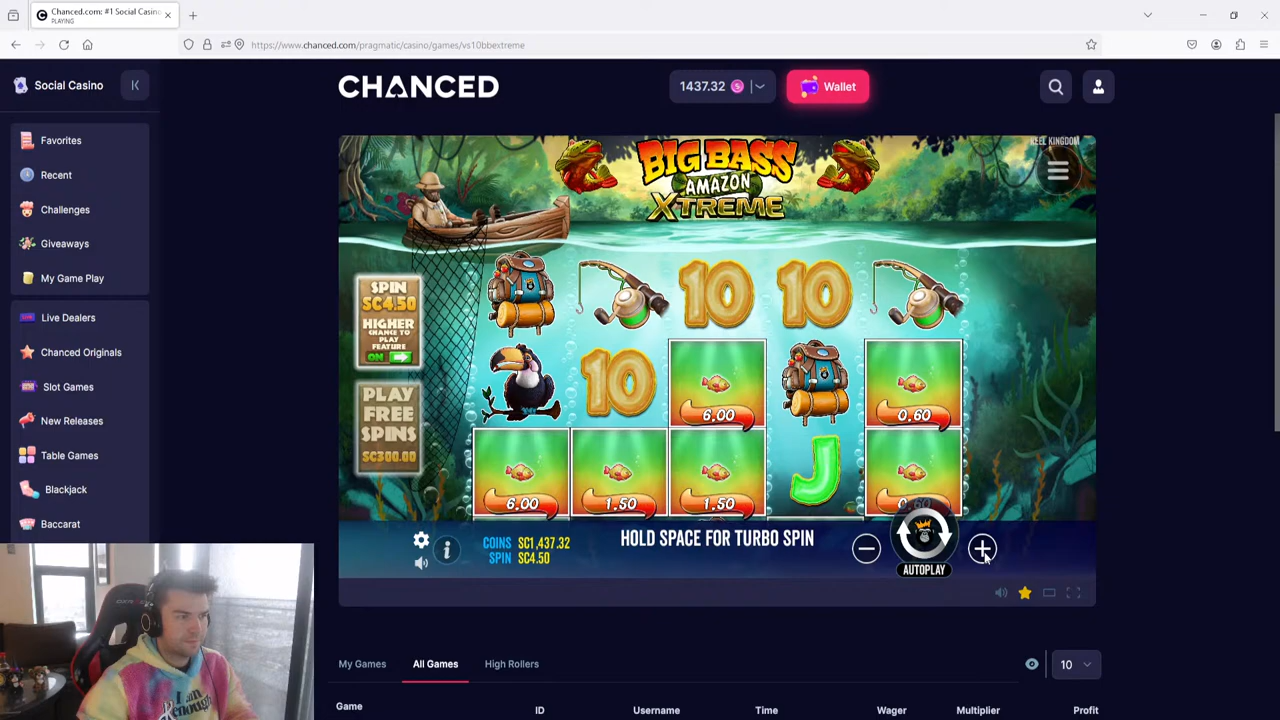 Chanced.com: #1 Social Casino
PLAYING
https://www.chanced.com/pragmatic/casino/games/vs10bbextreme
Social Casino
CHANCED
1437.32
Wallet
Favorites
Recent
Challenges
Giveaways
My Game Play
Live Dealers
Chanced Originals
Slot Games
New Releases
Table Games
Blackjack
Baccarat
REEL KINGDOM
BIG BASS
AMAZON
XTREME
SPIN
SC4.50
HIGHER
CHANCE TO
PLAY
FEATURE
ON
PLAY
FREE
SPINS
SC300.00
10
10
10
6.00
0.60
J
6.00
1.50
1.50
COINS SC1,437.32
SPIN SC4.50
HOLD SPACE FOR TURBO SPIN
AUTOPLAY
My Games
All Games
High Rollers
10
Game
ID
Username
Time
Wager
Multiplier
Profit
I am
enough